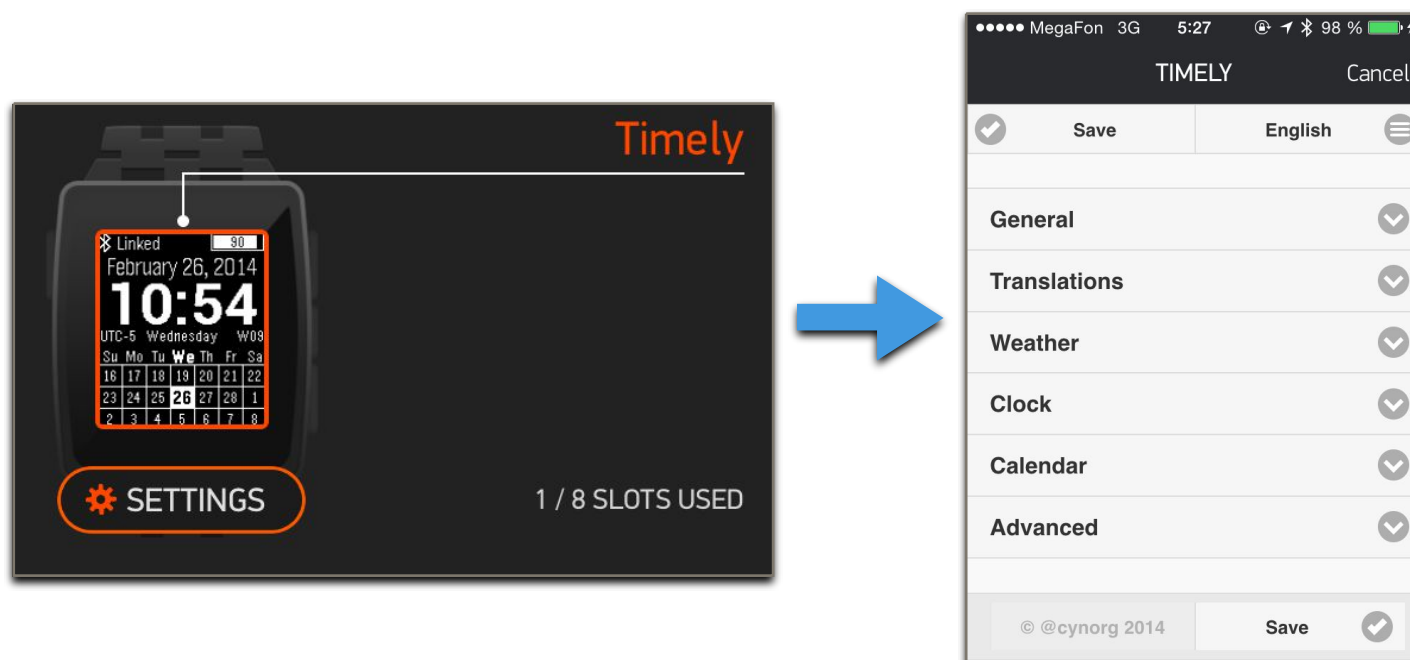 Timely
Linked 90
February 26, 2014
10:54
UTC-5 Wednesday W09
Su Mo Tu We Th Fr Sa
16 17 18 19 20 21 22
23 24 25 26 27 28 1
2 3 4 5 6 7 8
SETTINGS
1 / 8 SLOTS USED
MegaFon 3G 5:27 98 %
TIMELY Cancel
Save English
General
Translations
Weather
Clock
Calendar
Advanced
© @cynorg 2014 Save